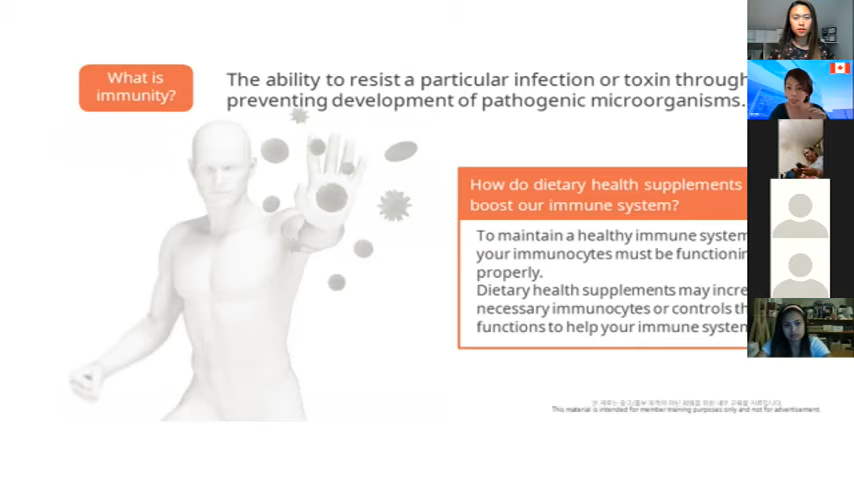 What is
immunity?
The ability to resist a particular infection or toxin through
preventing development of pathogenic microorganisms.
How do dietary health supplements
boost our immune system?
To maintain a healthy immune system
your immunocytes must be
properly.
Dietary health supplements may
necessary immunocytes or controls
functions to help your immune system
This material is intended for member training purposes only and not for advertisement.